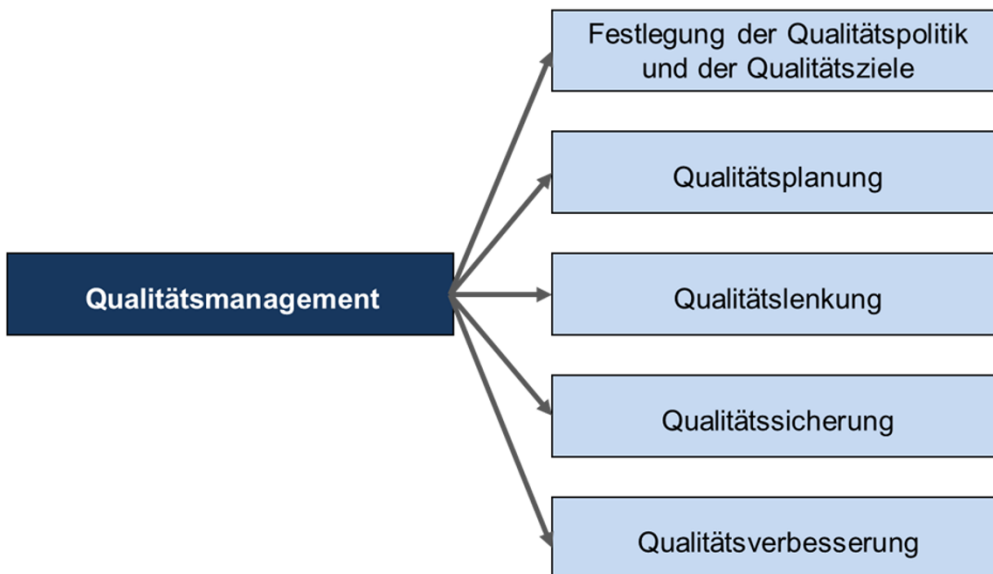 Qualitätsmanagement
Festlegung der Qualitätspolitik
und der Qualitätsziele
Qualitätsplanung
Qualitätslenkung
Qualitätssicherung
Qualitätsverbesserung